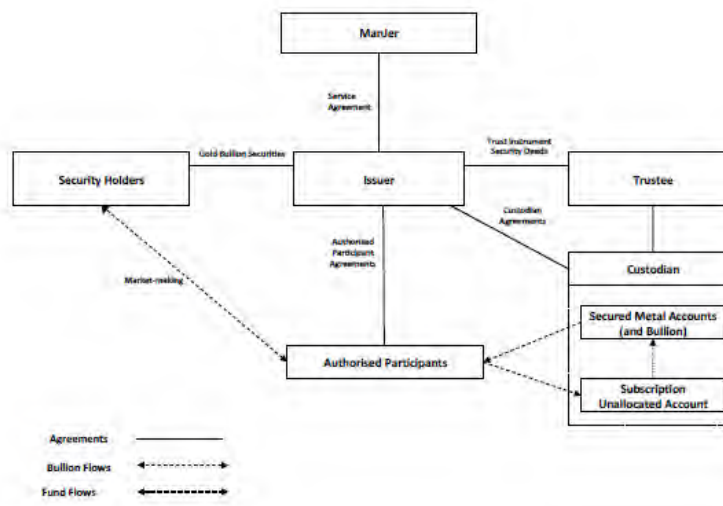 ManJer
Service
Agreement
Gold Bullion Securities
Trust Instrument
Security Deeds
Security Holders
Issuer
Trustee
Custodian
Agreements
Authorised
Participant
Agreements
Custodian
Market-making
Secured Metal Accounts
(and Bullion)
Authorised Participants
Subscription
Unallocated Account
Agreements
Bullion Flows
Fund Flows